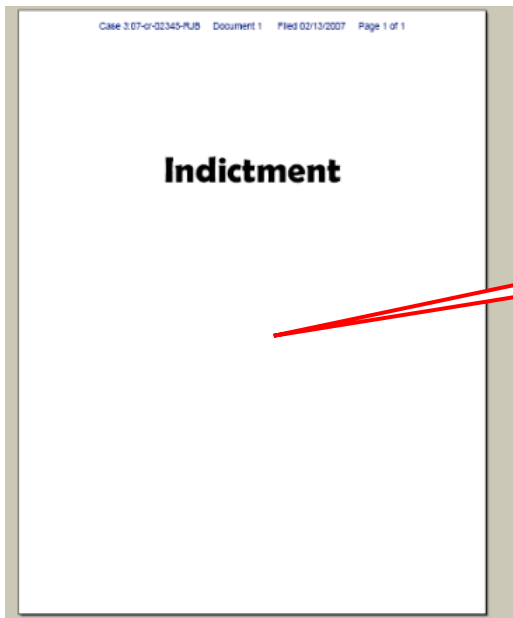 Case 3:07-cr-02345-RJB Document 1 Filed 02/13/2007 Page 1 of 1
Indictment